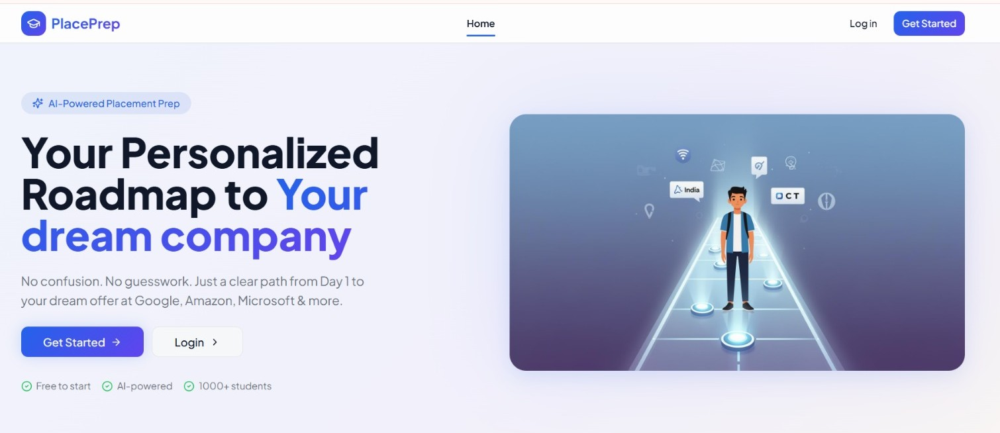 PlacePrep
Home
Log in
Get Started
AI-Powered Placement Prep
Your Personalized
Roadmap to Your
dream company
No confusion. No guesswork. Just a clear path from Day 1 to
your dream offer at Google, Amazon, Microsoft & more.
Get Started
Login
Free to start
AI-powered
1000+ students
India
CT